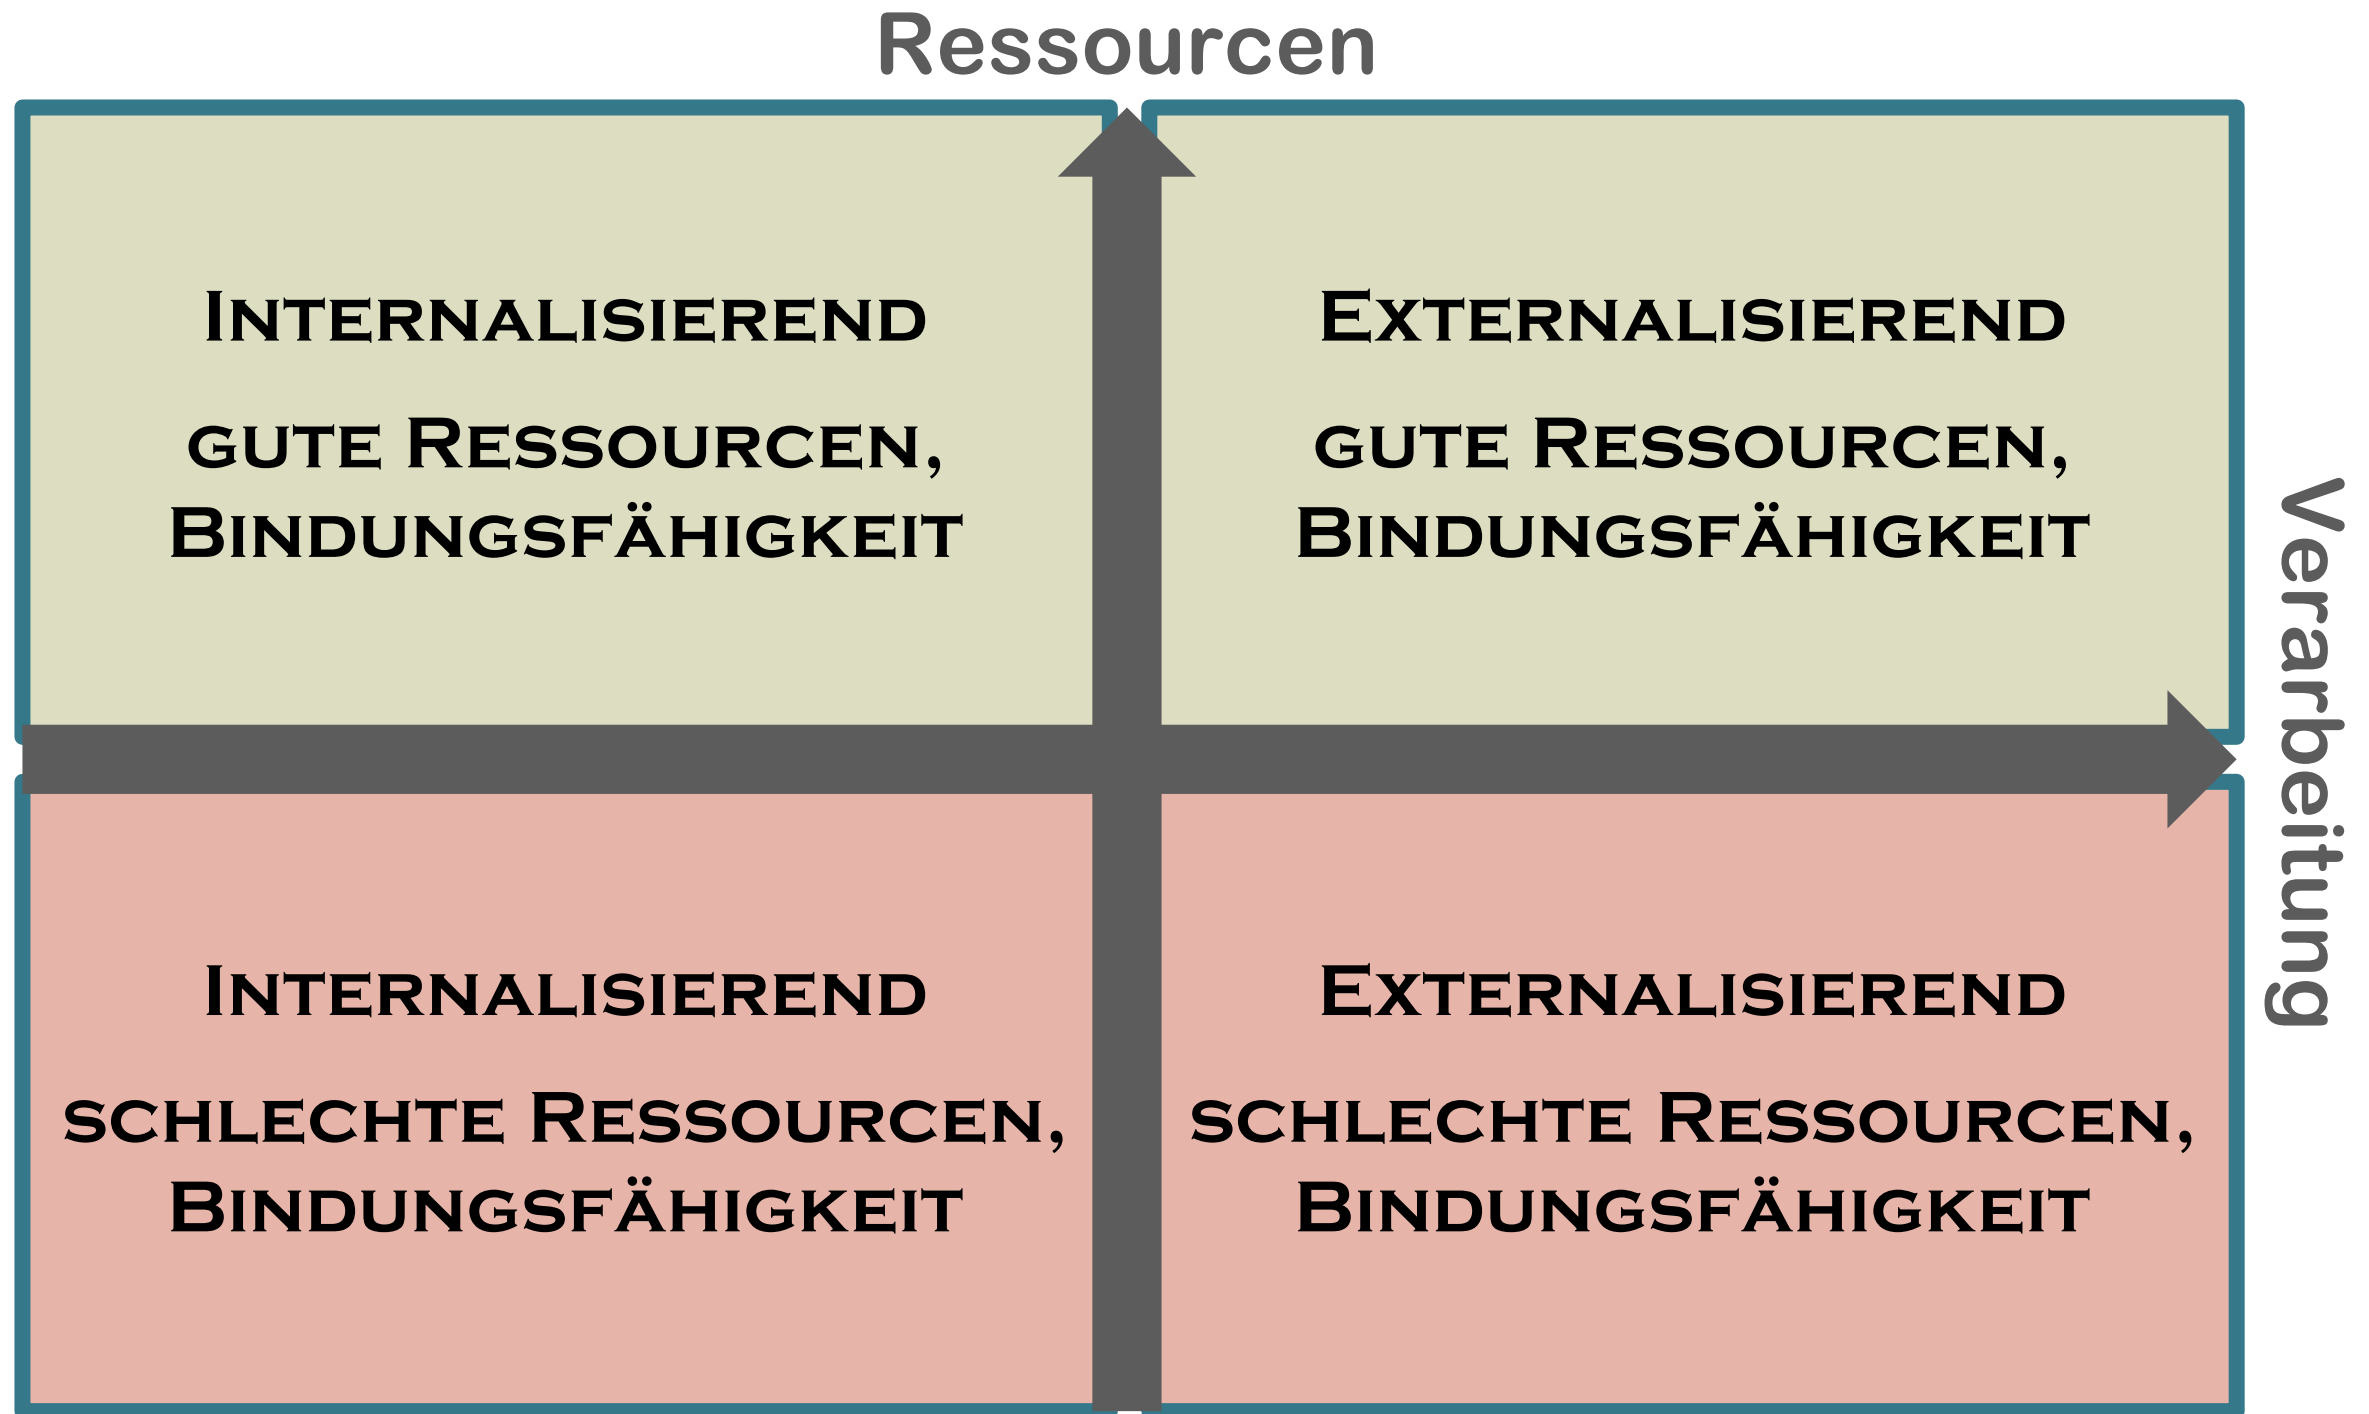 Ressourcen
Internalisierend
gute Ressourcen,
Bindungsfähigkeit
Externalisierend
gute Ressourcen,
Bindungsfähigkeit
Verarbeitung
Internalisierend
schlechte Ressourcen,
Bindungsfähigkeit
Externalisierend
schlechte Ressourcen,
Bindungsfähigkeit